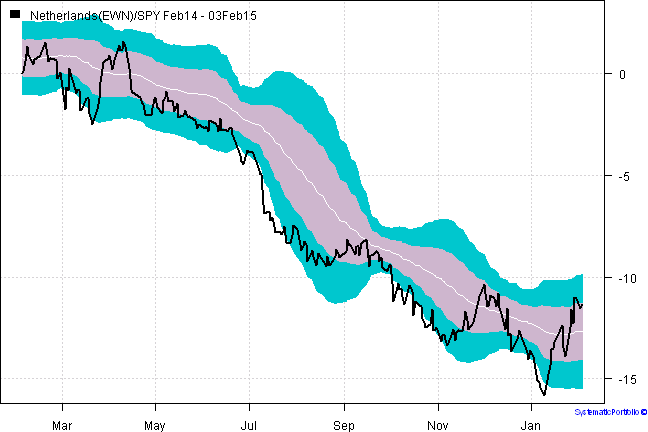 Netherlands(EWN)/SPY Feb14 - 03Feb15
0
-5
-10
-15
Mar May Jul Sep Nov Jan
SystematicPortfolio ©